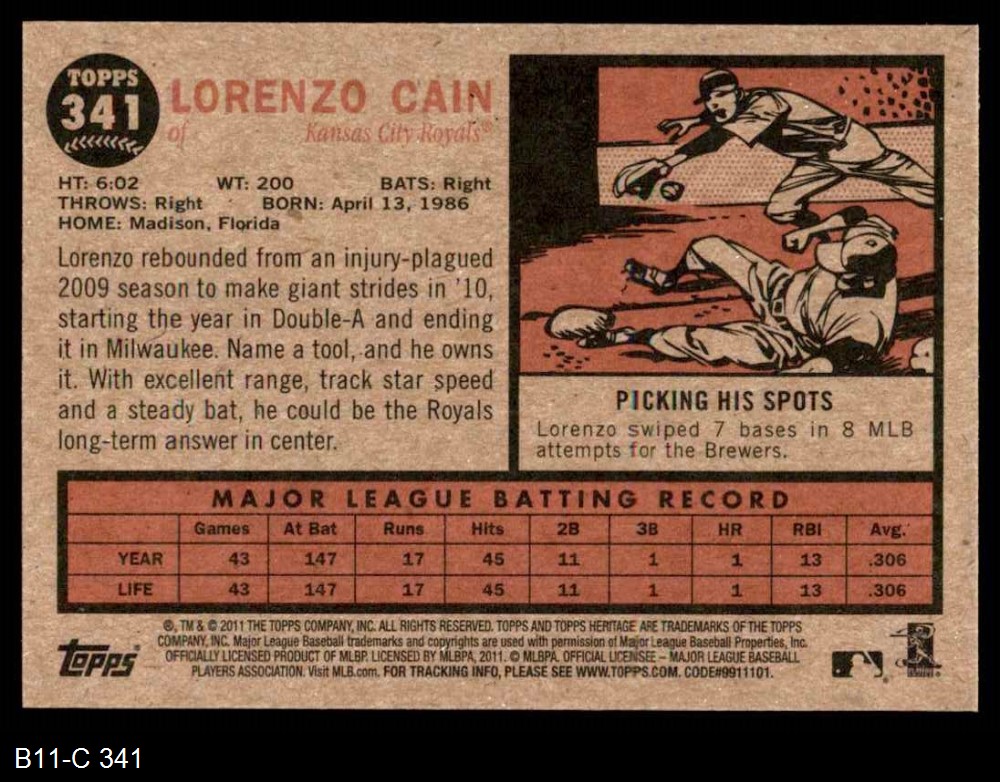 TOPPS
341
LORENZO CAIN
of Kansas City Royals®
HT: 6:02 WT: 200 BATS: Right
THROWS: Right BORN: April 13, 1986
HOME: Madison, Florida
Lorenzo rebounded from an injury-plagued
2009 season to make giant strides in '10,
starting the year in Double-A and ending
it in Milwaukee. Name a tool, and he owns
it. With excellent range, track star speed
and a steady bat, he could be the Royals
long-term answer in center.
PICKING HIS SPOTS
Lorenzo swiped 7 bases in 8 MLB
attempts for the Brewers.
MAJOR LEAGUE BATTING RECORD
Games At Bat Runs Hits 2B 3B HR RBI Avg.
YEAR 43 147 17 45 11 1 1 13 .306
LIFE 43 147 17 45 11 1 1 13 .306
®, TM & © 2011 THE TOPPS COMPANY, INC. ALL RIGHTS RESERVED. TOPPS AND TOPPS HERITAGE ARE TRADEMARKS OF THE TOPPS
COMPANY, INC. Major League Baseball trademarks and copyrights are used with permission of Major League Baseball Properties, Inc.
OFFICIALLY LICENSED PRODUCT OF MLBP. LICENSED BY MLBPA, 2011. © MLBPA. OFFICIAL LICENSEE – MAJOR LEAGUE BASEBALL
PLAYERS ASSOCIATION. Visit MLB.com. FOR TRACKING INFO, PLEASE SEE WWW.TOPPS.COM. CODE#9911101.
Topps®
B11-C 341